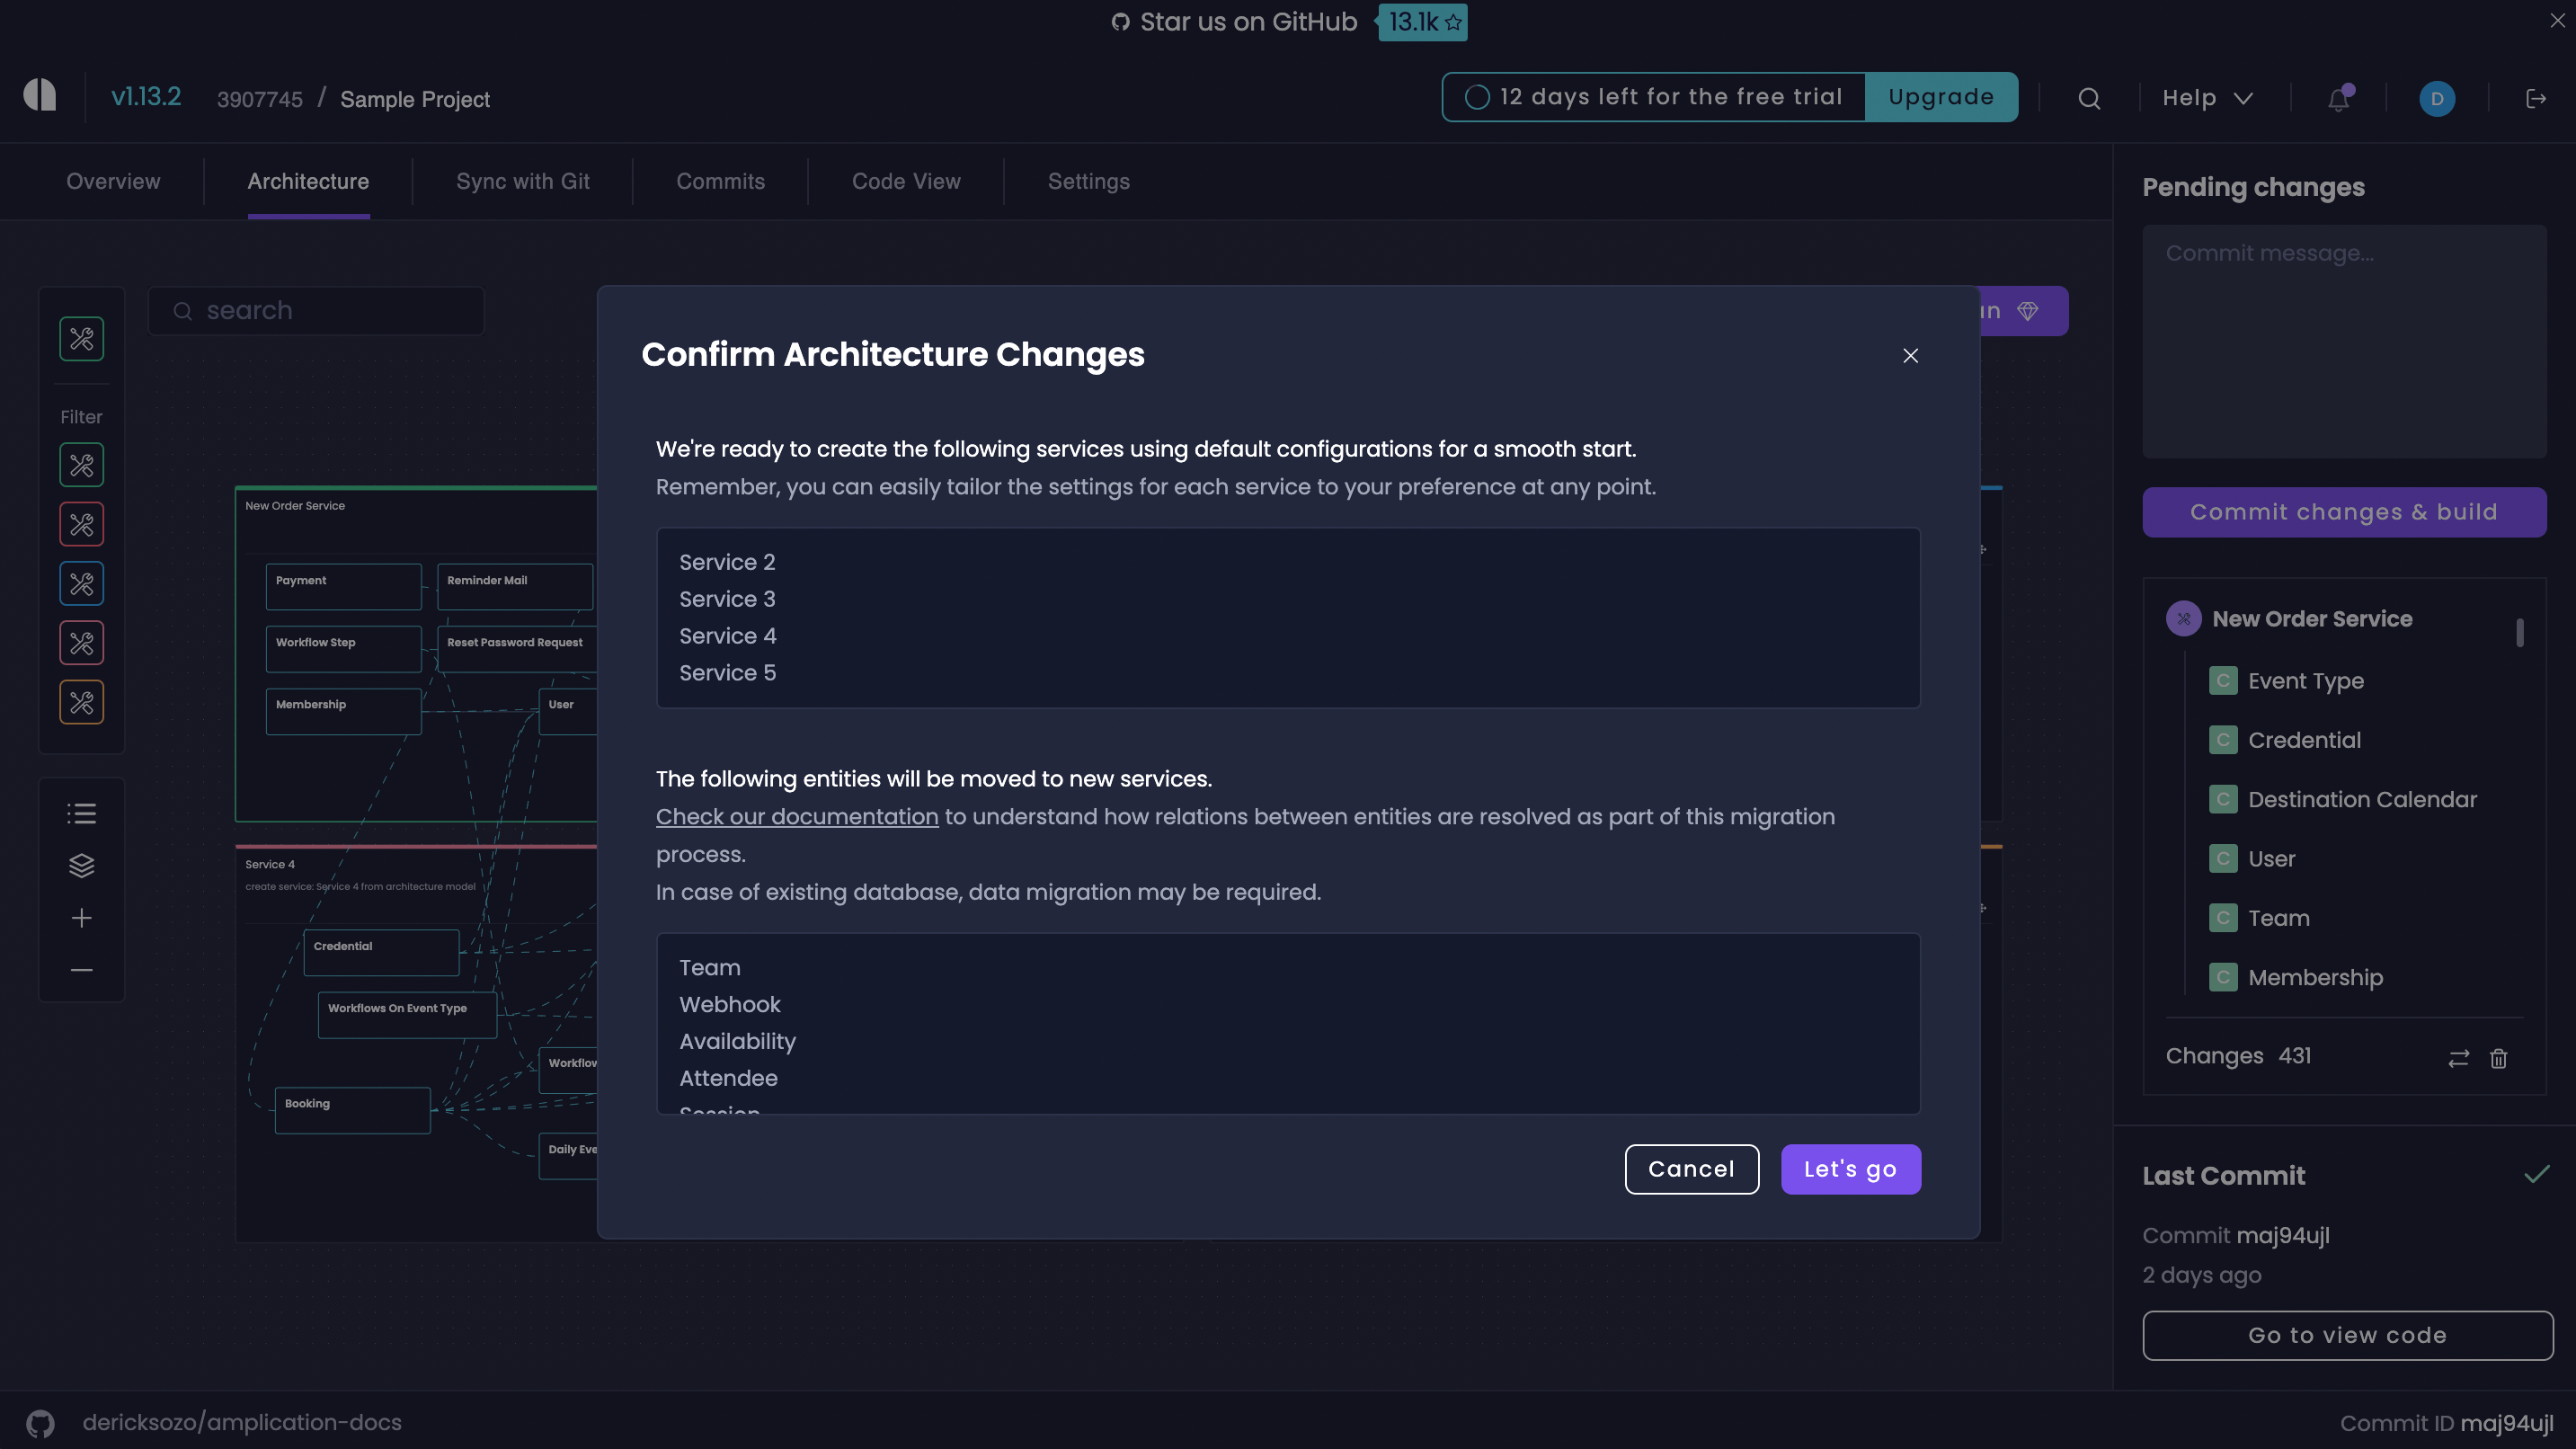 Star us on GitHub 13.1k
v1.13.2 3907745 / Sample Project
12 days left for the free trial Upgrade
Help
D
Overview Architecture Sync with Git Commits Code View Settings
search
Filter
New Order Service
Payment
Reminder Mail
Workflow Step
Reset Password Request
Membership
User
Service 4
create service: Service 4 from architecture model
Credential
Workflows On Event Type
Booking
Confirm Architecture Changes
We're ready to create the following services using default configurations for a smooth start.
Remember, you can easily tailor the settings for each service to your preference at any point.
Service 2
Service 3
Service 4
Service 5
The following entities will be moved to new services.
Check our documentation to understand how relations between entities are resolved as part of this migration
process.
In case of existing database, data migration may be required.
Team
Webhook
Availability
Attendee
Cancel Let's go
Pending changes
Commit message...
Commit changes & build
New Order Service
C Event Type
C Credential
C Destination Calendar
C User
C Team
C Membership
Changes 431
Last Commit
Commit maj94ujl
2 days ago
Go to view code
dericksozo/amplication-docs
Commit ID maj94ujl